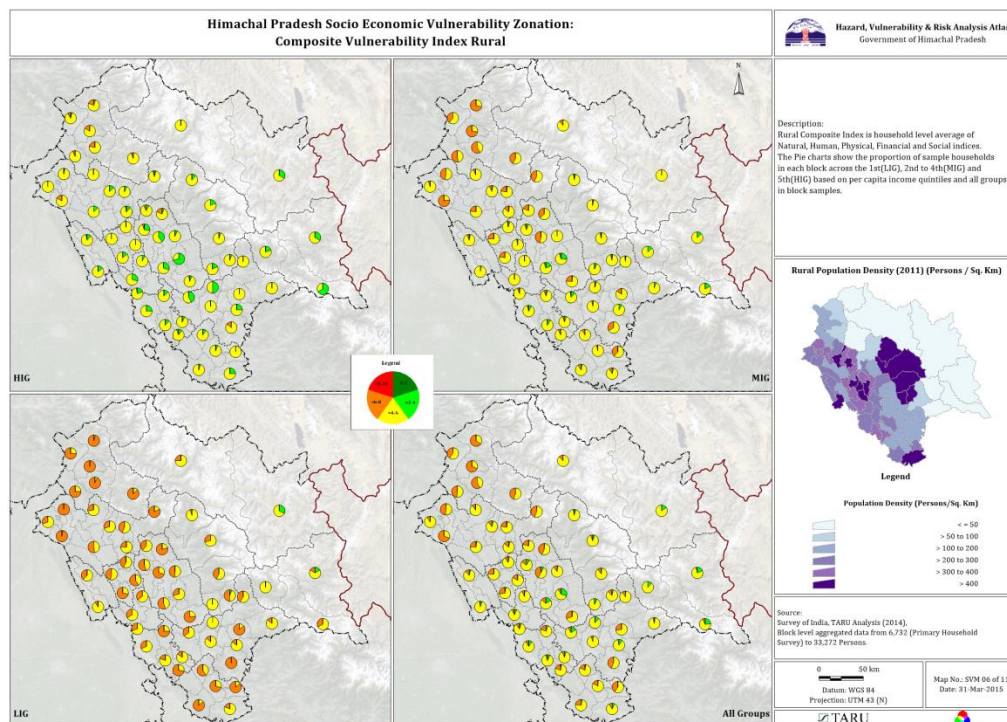 Himachal Pradesh Socio Economic Vulnerability Zonation:
Composite Vulnerability Index Rural
Hazard, Vulnerability & Risk Analysis Atlas
Government of Himachal Pradesh
N
HIG
MIG
LIG
All Groups
Legend
>4-6
Description:
Rural Composite Index is household level average of
Natural, Human, Physical, Financial and Social indices.
The Pie charts show the proportion of sample households
in each block across the 1st(LIG), 2nd to 4th(MIG) and
5th(HIG) based on per capita income quintiles and all groups
in block samples.
Rural Population Density (2011) (Persons / Sq. Km)
Legend
Population Density (Persons/Sq. Km)
< = 50
> 50 to 100
> 100 to 200
> 200 to 300
> 300 to 400
> 400
Source:
Survey of India, TARU Analysis (2014),
Block level aggregated data from 6,732 (Primary Household
Survey) to 33,272 Persons.
0 50 km
Datum: WGS 84
Projection: UTM 43 (N)
Map No.: SVM 06 of 11
Date: 31-Mar-2015
TARU